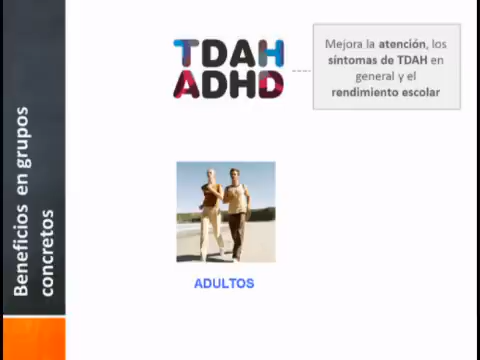 Beneficios en grupos
concretos
TDAH
ADHD
Mejora la atención, los
síntomas de TDAH en
general y el
rendimiento escolar
ADULTOS